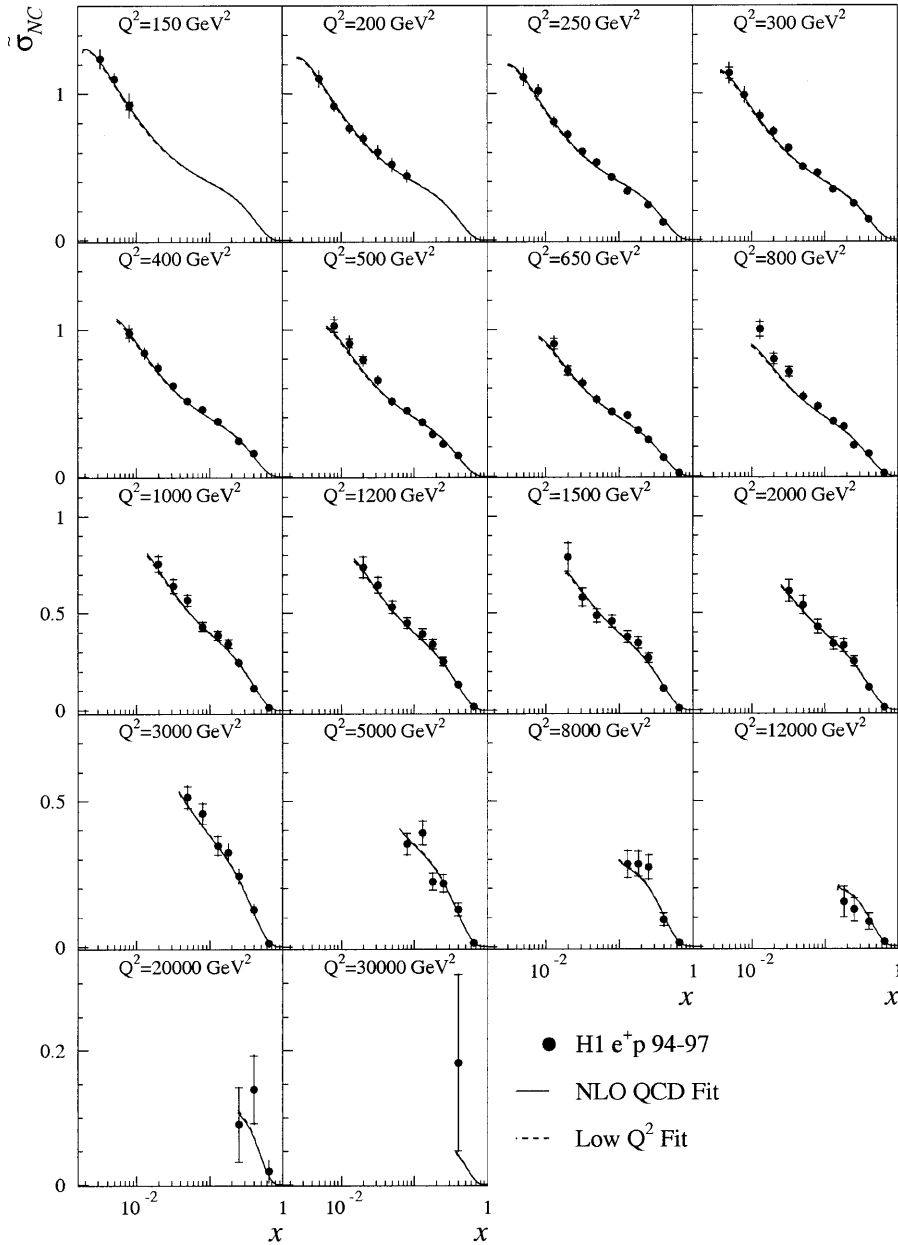 σ̃NC
Q²=150 GeV² Q²=200 GeV² Q²=250 GeV² Q²=300 GeV²
1
0
Q²=400 GeV² Q²=500 GeV² Q²=650 GeV² Q²=800 GeV²
1
0
Q²=1000 GeV² Q²=1200 GeV² Q²=1500 GeV² Q²=2000 GeV²
1
0.5
0
Q²=3000 GeV² Q²=5000 GeV² Q²=8000 GeV² Q²=12000 GeV²
0.5
0
10⁻² 1 10⁻² 1
x x
Q²=20000 GeV² Q²=30000 GeV²
0.2
0
10⁻² 1 10⁻² 1
x x
H1 e⁺p 94-97
NLO QCD Fit
Low Q² Fit